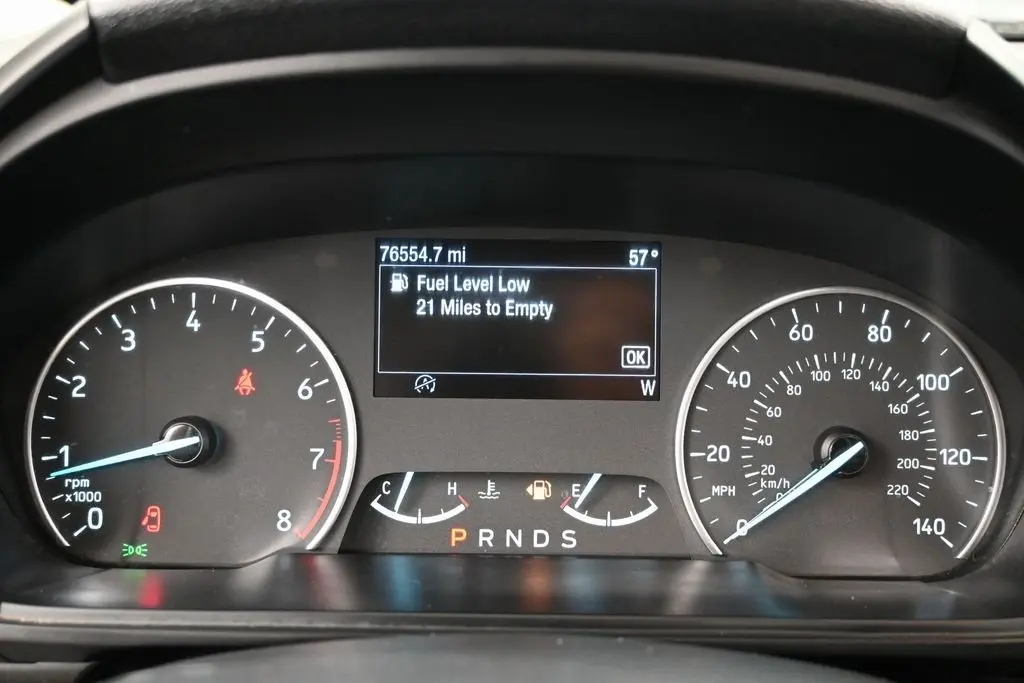 76554.7 mi 57°
Fuel Level Low
21 Miles to Empty
OK
W
0 1 2 3 4 5 6 7 8
rpm
x1000
C H
E F
P R N D S
0 20 40 60 80 100 120 140
MPH
km/h
0 20 40 60 80 100 120 140 160 180 200 220